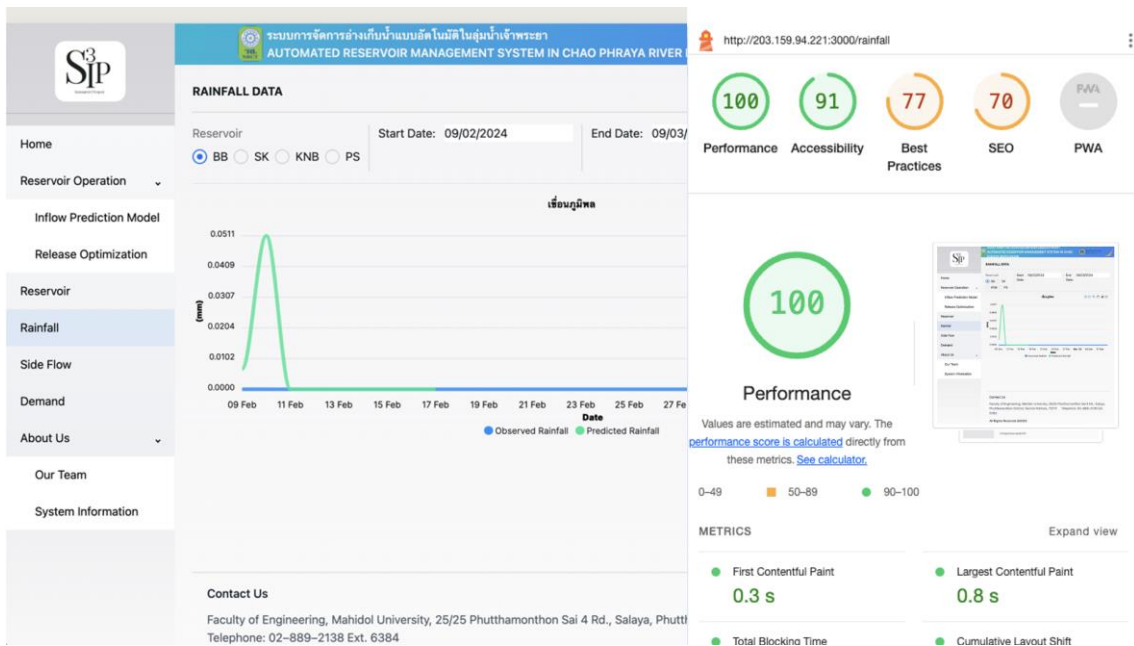 S3IP
ระบบการจัดการอ่างเก็บน้ำแบบอัตโนมัติในลุ่มน้ำเจ้าพระยา
AUTOMATED RESERVOIR MANAGEMENT SYSTEM IN CHAO PHRAYA RIVER
Home
Reservoir Operation
Inflow Prediction Model
Release Optimization
Reservoir
Rainfall
Side Flow
Demand
About Us
Our Team
System Information
RAINFALL DATA
Reservoir
BB SK KNB PS
Start Date: 09/02/2024
End Date: 09/03/
เขื่อนภูมิพล
(mm)
0.0511
0.0409
0.0307
0.0204
0.0102
0.0000
09 Feb 11 Feb 13 Feb 15 Feb 17 Feb 19 Feb 21 Feb 23 Feb 25 Feb 27 Fe
Date
Observed Rainfall Predicted Rainfall
Contact Us
Faculty of Engineering, Mahidol University, 25/25 Phutthamonthon Sai 4 Rd., Salaya, Phutth
Telephone: 02–889–2138 Ext. 6384
http://203.159.94.221:3000/rainfall
100 91 77 70 PWA
Performance Accessibility Best Practices SEO PWA
100
Performance
Values are estimated and may vary. The
performance score is calculated directly from
these metrics. See calculator.
0–49 50–89 90–100
METRICS Expand view
First Contentful Paint
0.3 s
Largest Contentful Paint
0.8 s
Total Blocking Time
Cumulative Layout Shift